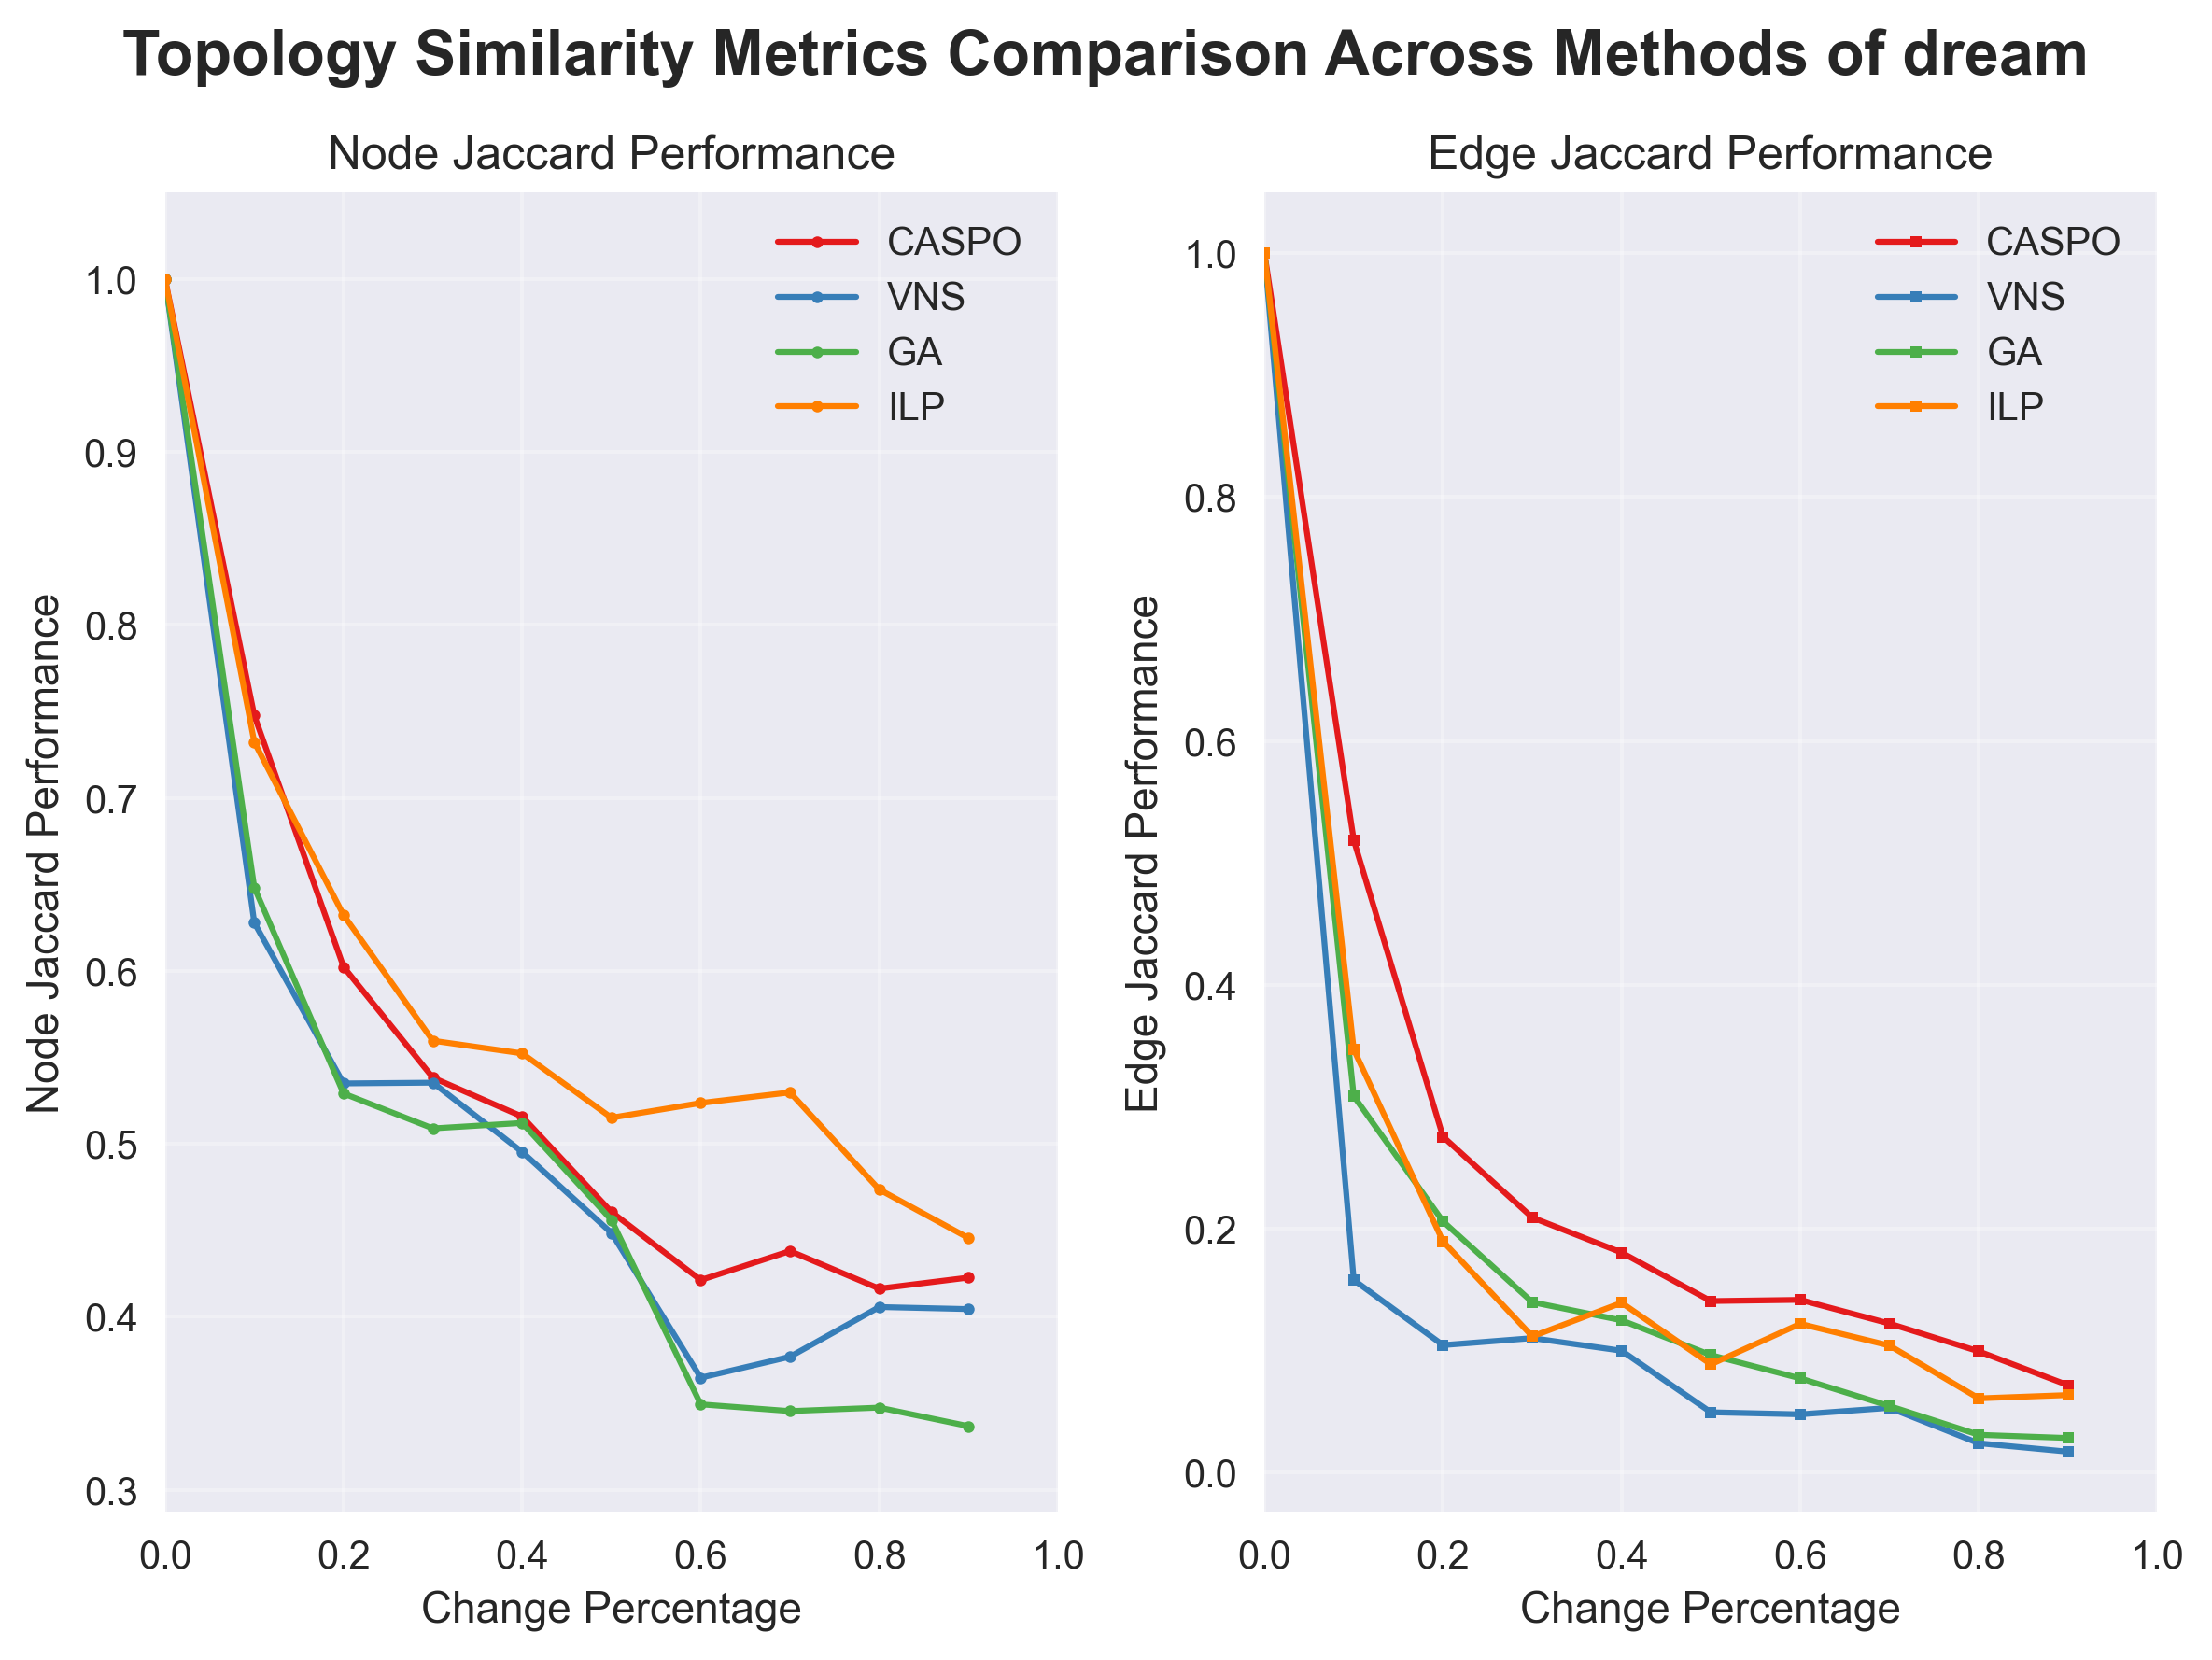 Topology Similarity Metrics Comparison Across Methods of dream
Node Jaccard Performance
Node Jaccard Performance
1.0
0.9
0.8
0.7
0.6
0.5
0.4
0.3
CASPO
VNS
GA
ILP
0.0 0.2 0.4 0.6 0.8 1.0
Change Percentage
Edge Jaccard Performance
Edge Jaccard Performance
1.0
0.8
0.6
0.4
0.2
0.0
CASPO
VNS
GA
ILP
0.0 0.2 0.4 0.6 0.8 1.0
Change Percentage